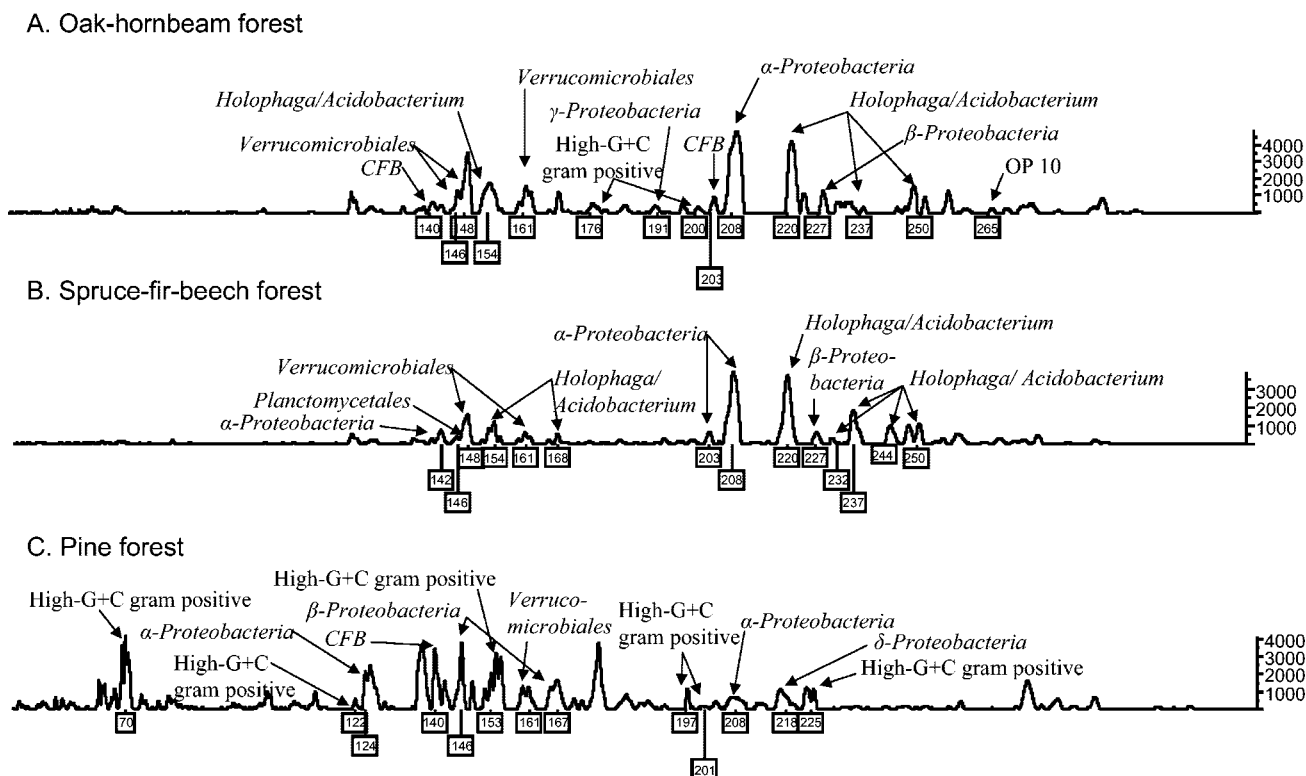 A. Oak-hornbeam forest
α-Proteobacteria
Verrucomicrobiales
Holophaga/Acidobacterium
Holophaga/Acidobacterium
γ-Proteobacteria
High-G+C
gram positive
CFB
β-Proteobacteria
Verrucomicrobiales
CFB
OP 10
4000
3000
2000
1000
140
148
161
176
191
200
208
220
227
237
250
265
146
154
203
B. Spruce-fir-beech forest
α-Proteobacteria
Holophaga/Acidobacterium
Verrucomicrobiales
Holophaga/
Acidobacterium
β-Proteo-
bacteria
Holophaga/ Acidobacterium
Planctomycetales
α-Proteobacteria
3000
2000
1000
148
154
161
168
203
220
227
244
250
142
208
232
146
237
C. Pine forest
High-G+C gram positive
High-G+C gram positive
β-Proteobacteria
Verruco-
microbiales
High-G+C
gram positive
α-Proteobacteria
α-Proteobacteria
CFB
δ-Proteobacteria
High-G+C
gram positive
High-G+C gram positive
4000
3000
2000
1000
70
122
140
153
161
167
197
208
218
225
124
146
201